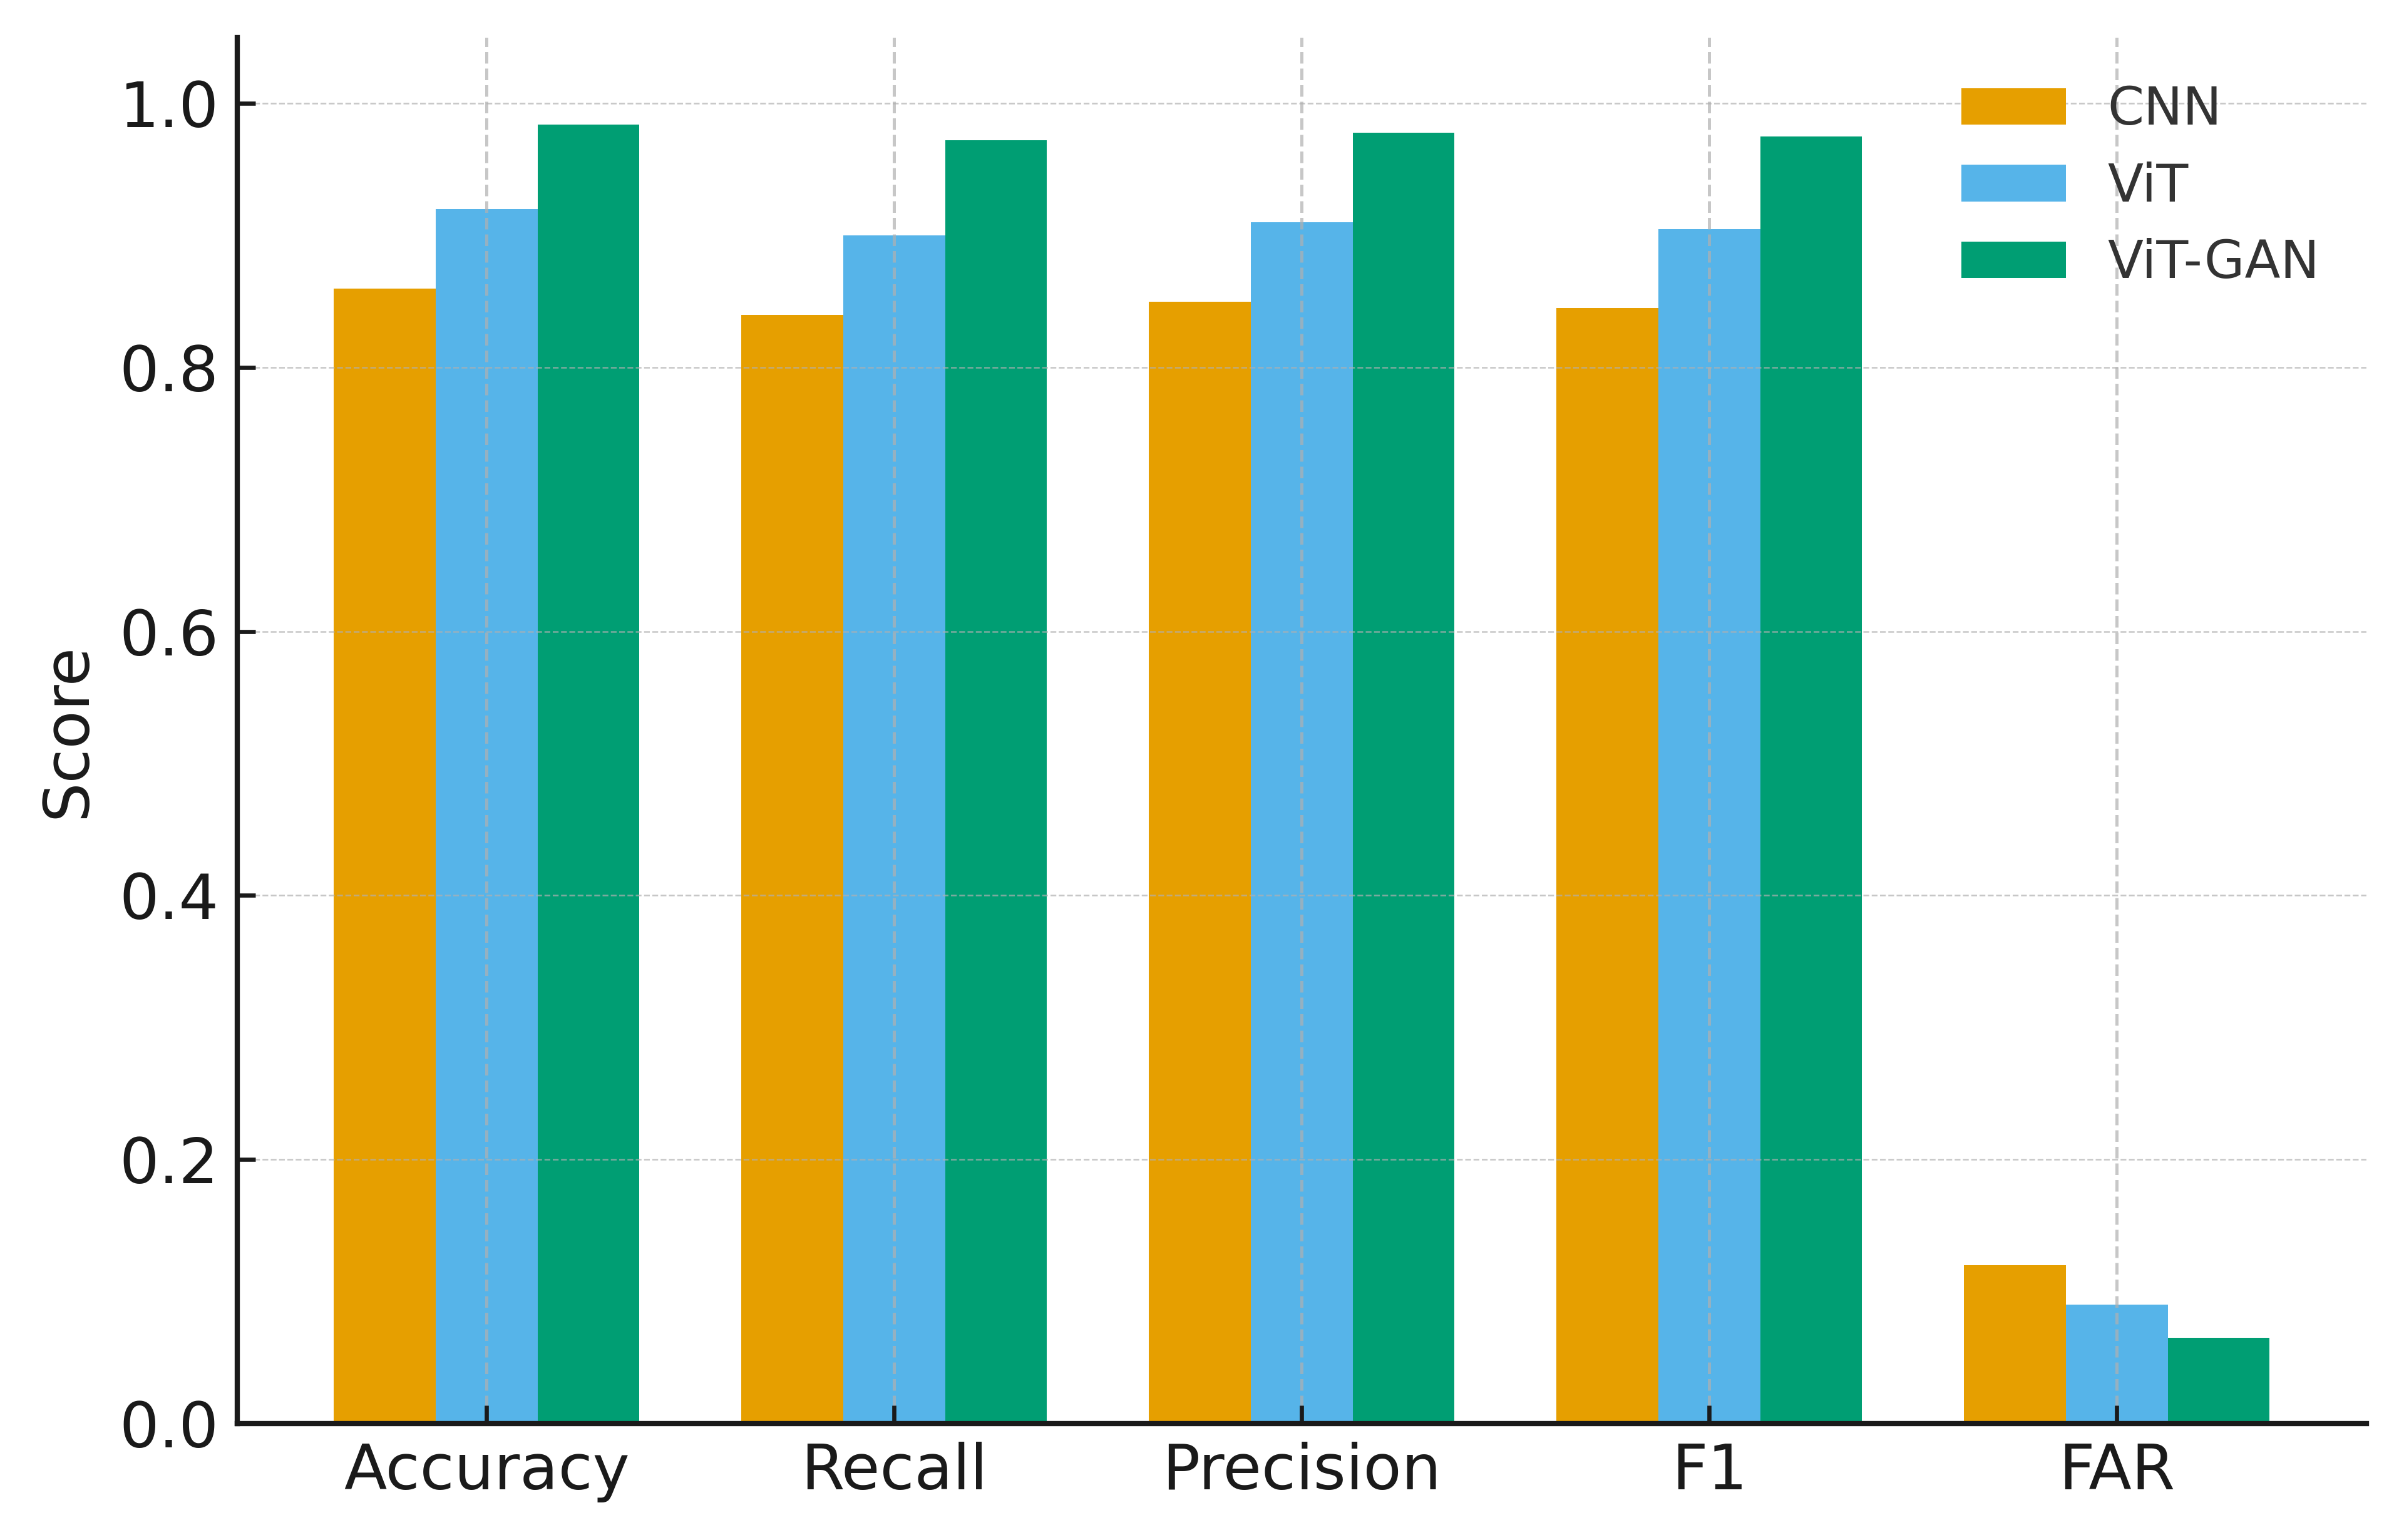 1.0
0.8
0.6
0.4
0.2
0.0
Score
Accuracy
Recall
Precision
F1
FAR
CNN
ViT
ViT-GAN